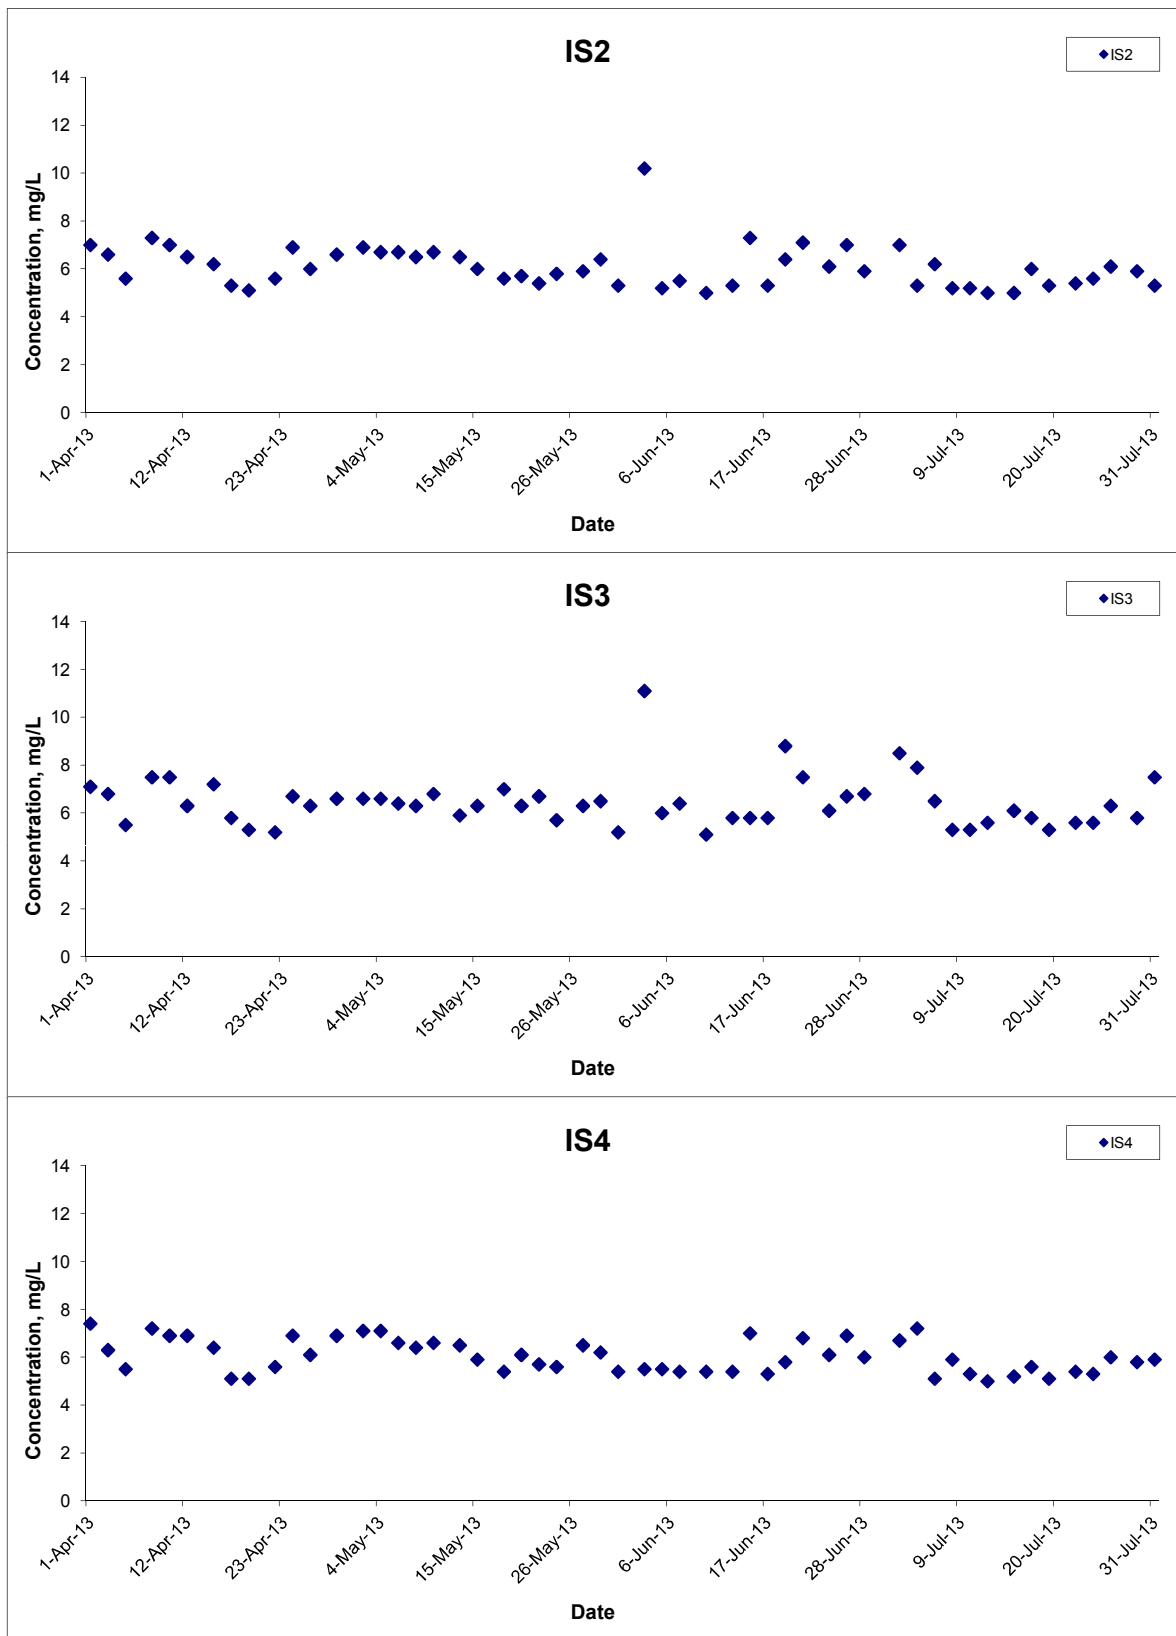 IS2
IS2
14
12
10
8
6
4
2
0
Concentration, mg/L
1-Apr-13
12-Apr-13
23-Apr-13
4-May-13
15-May-13
26-May-13
6-Jun-13
17-Jun-13
28-Jun-13
9-Jul-13
20-Jul-13
31-Jul-13
Date
IS3
IS3
14
12
10
8
6
4
2
0
Concentration, mg/L
1-Apr-13
12-Apr-13
23-Apr-13
4-May-13
15-May-13
26-May-13
6-Jun-13
17-Jun-13
28-Jun-13
9-Jul-13
20-Jul-13
31-Jul-13
Date
IS4
IS4
14
12
10
8
6
4
2
0
Concentration, mg/L
1-Apr-13
12-Apr-13
23-Apr-13
4-May-13
15-May-13
26-May-13
6-Jun-13
17-Jun-13
28-Jun-13
9-Jul-13
20-Jul-13
31-Jul-13
Date